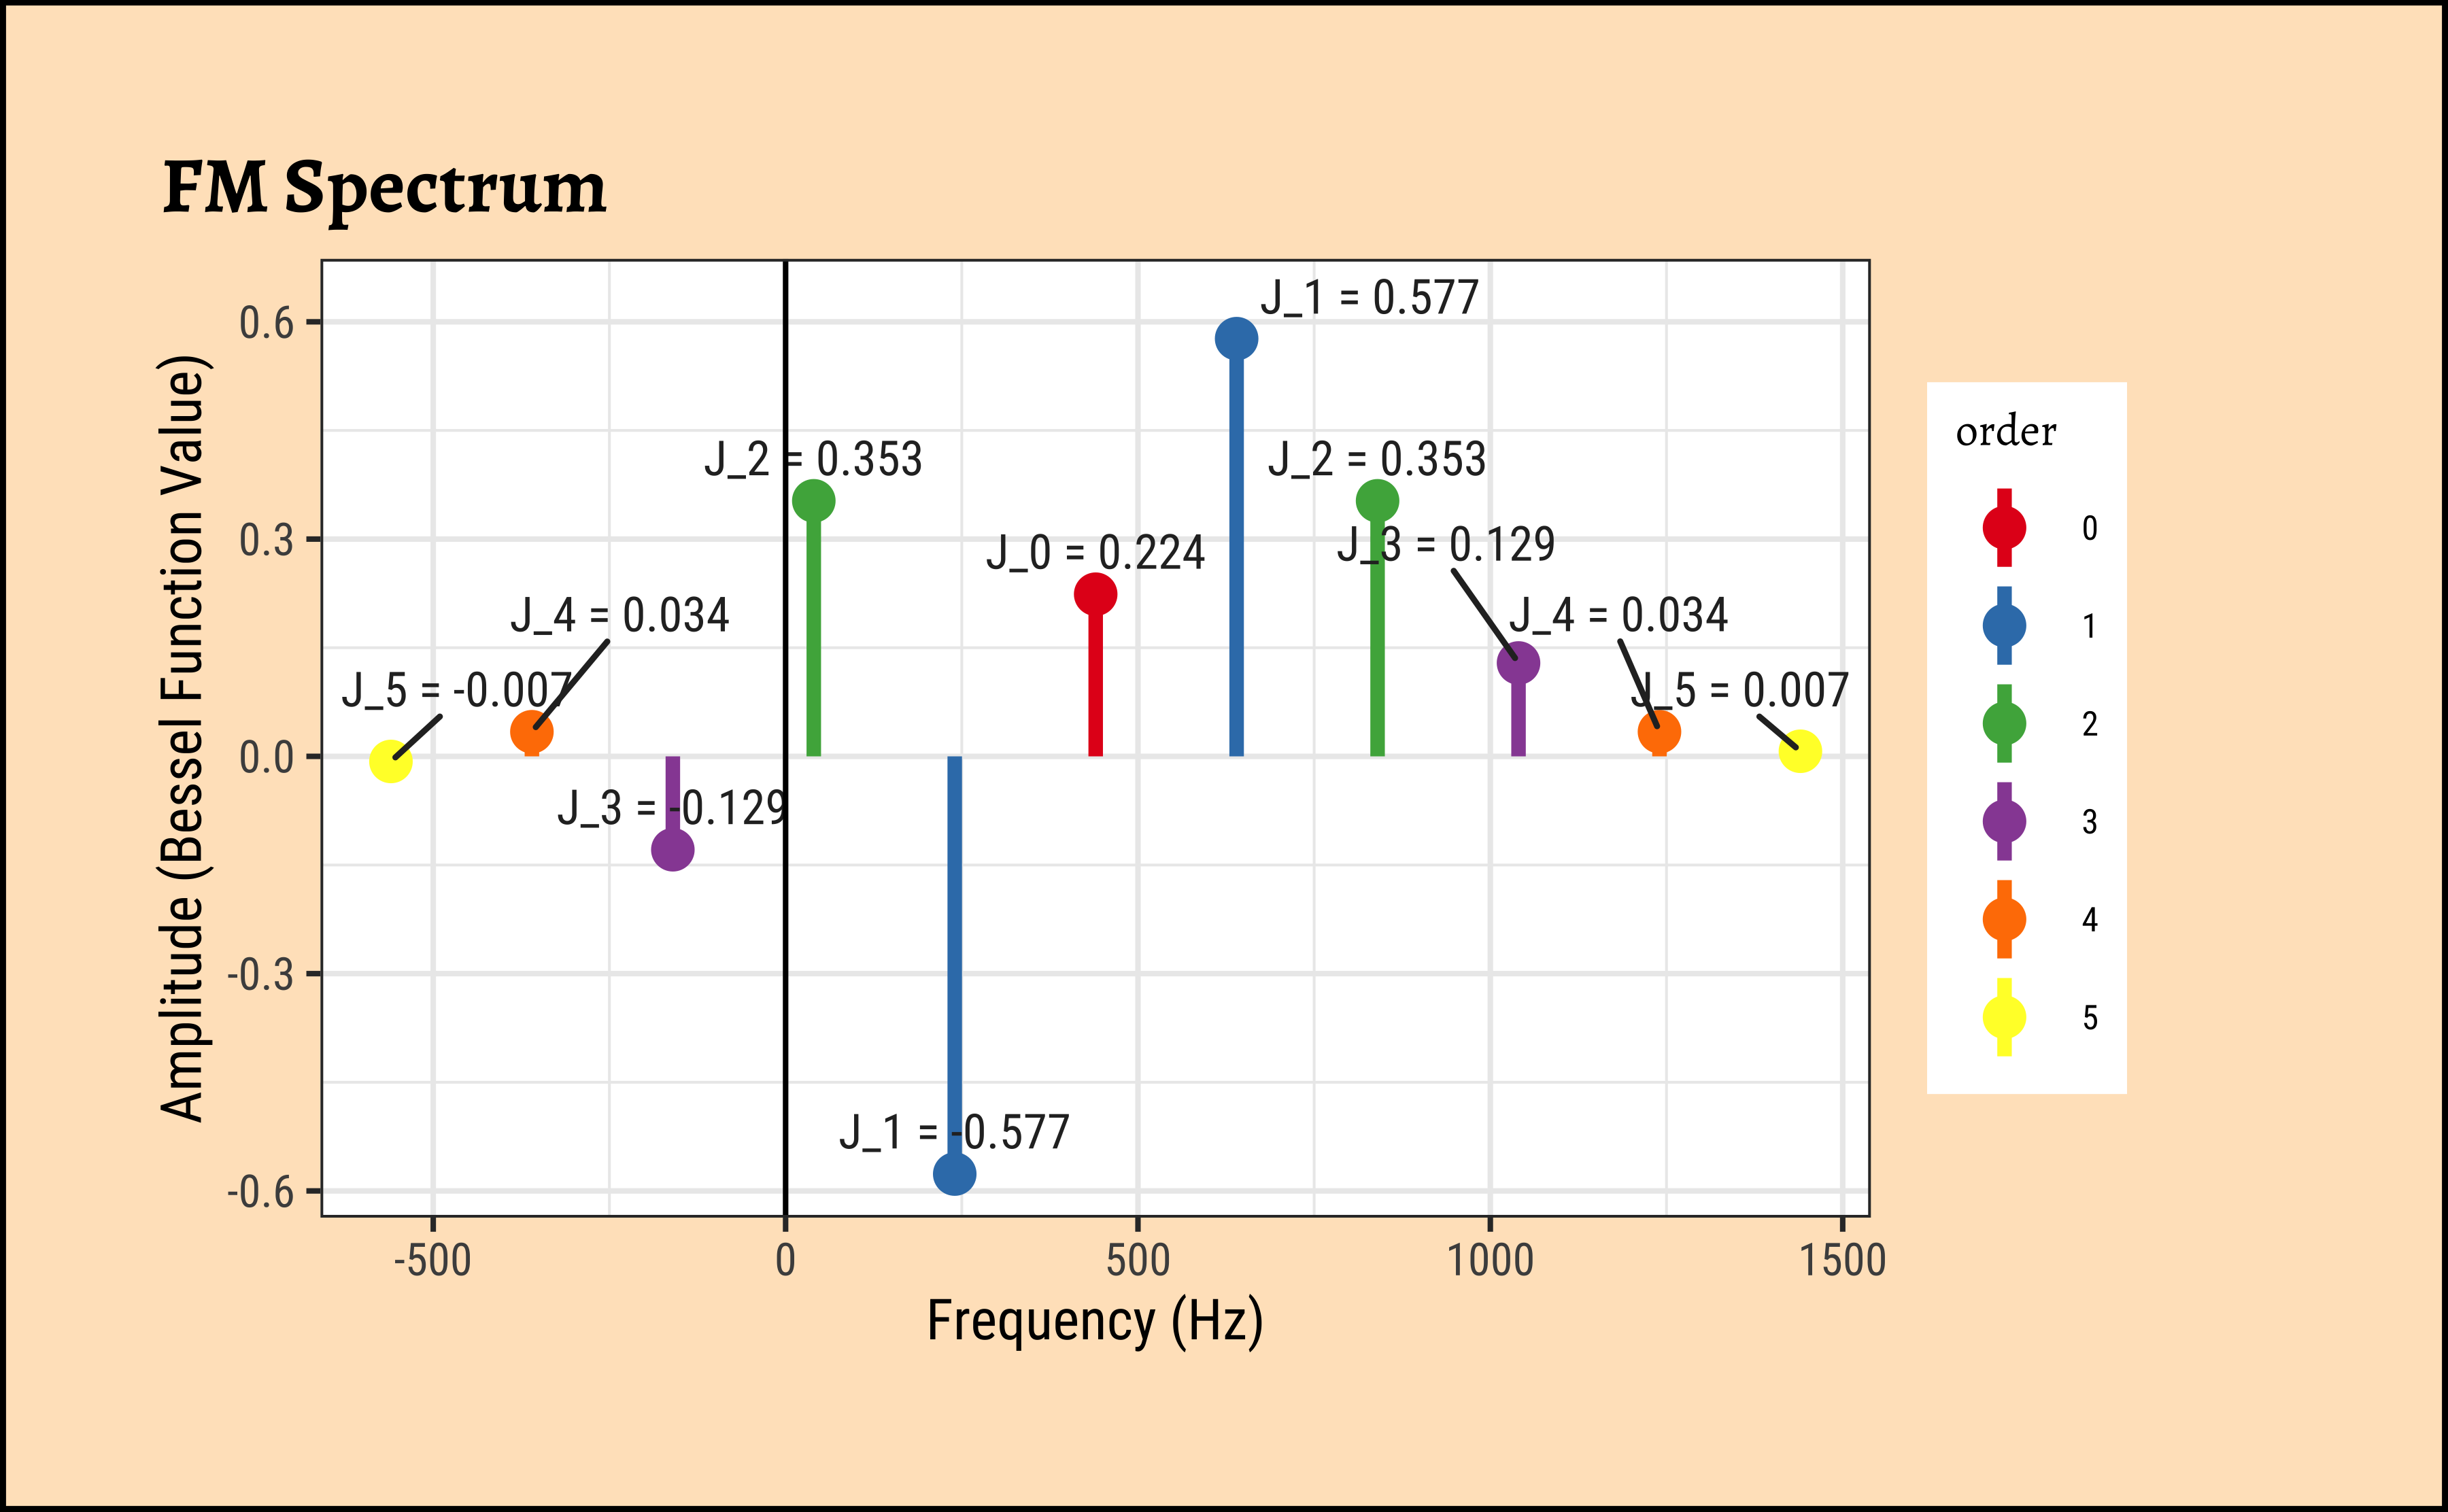 FM Spectrum
Amplitude (Bessel Function Value)
0.6
0.3
0.0
-0.3
-0.6
J_1 = 0.577
J_2 = 0.353
J_2 = 0.353
J_0 = 0.224
J_3 = 0.129
J_4 = 0.034
J_4 = 0.034
J_5 = -0.007
J_5 = 0.007
J_3 = -0.129
J_1 = -0.577
-500
0
500
1000
1500
Frequency (Hz)
order
0
1
2
3
4
5